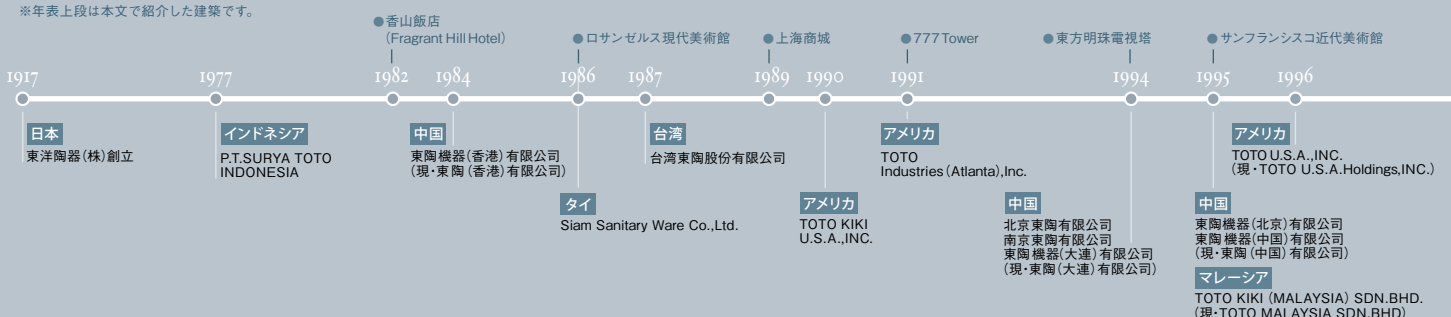 ※年表上段は本文で紹介した建築です。
●香山飯店
（Fragrant Hill Hotel）
●ロサンゼルス現代美術館
●上海商城
●777 Tower
●東方明珠電視塔
●サンフランシスコ近代美術館
1917
1977
1982
1984
1986
1987
1989
1990
1991
1994
1995
1996
日本
東洋陶器（株）創立
インドネシア
P.T.SURYA TOTO
INDONESIA
中国
東陶機器（香港）有限公司
（現・東陶（香港）有限公司）
タイ
Siam Sanitary Ware Co.,Ltd.
台湾
台湾東陶股份有限公司
アメリカ
TOTO KIKI
U.S.A.,INC.
アメリカ
TOTO
Industries (Atlanta),Inc.
中国
北京東陶有限公司
南京東陶有限公司
東陶機器（大連）有限公司
（現・東陶（大連）有限公司）
中国
東陶機器（北京）有限公司
東陶機器（中国）有限公司
（現・東陶（中国）有限公司）
マレーシア
TOTO KIKI (MALAYSIA) SDN.BHD.
（現・TOTO MALAYSIA SDN.BHD）
アメリカ
TOTO U.S.A.,INC.
（現・TOTO U.S.A.Holdings,INC.）